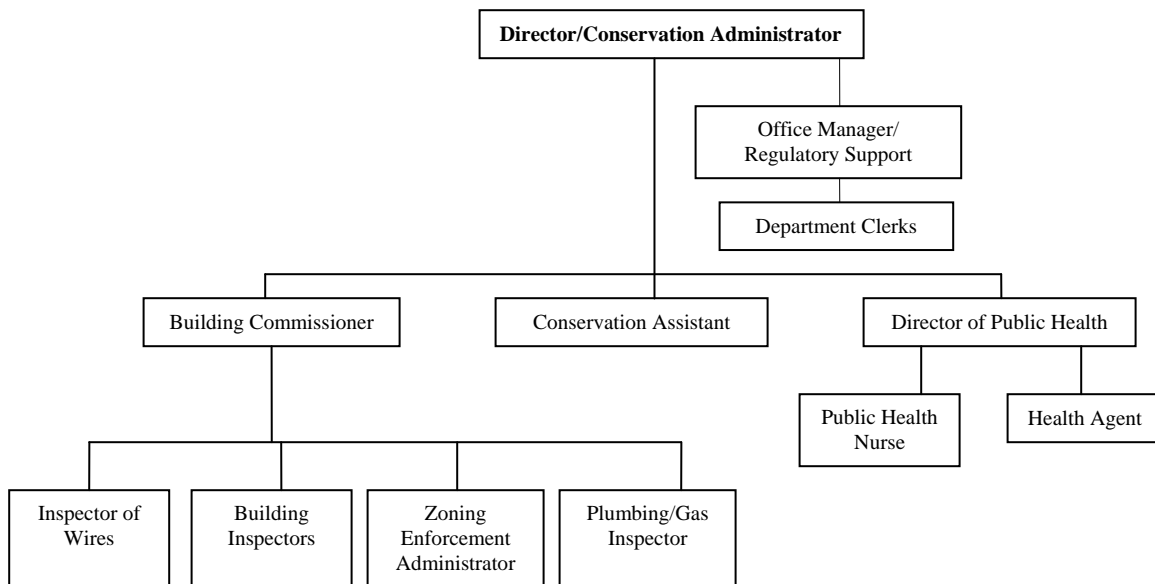 Director/Conservation Administrator
Office Manager/
Regulatory Support
Department Clerks
Building Commissioner
Conservation Assistant
Director of Public Health
Public Health
Nurse
Health Agent
Inspector of
Wires
Building
Inspectors
Zoning
Enforcement
Administrator
Plumbing/Gas
Inspector